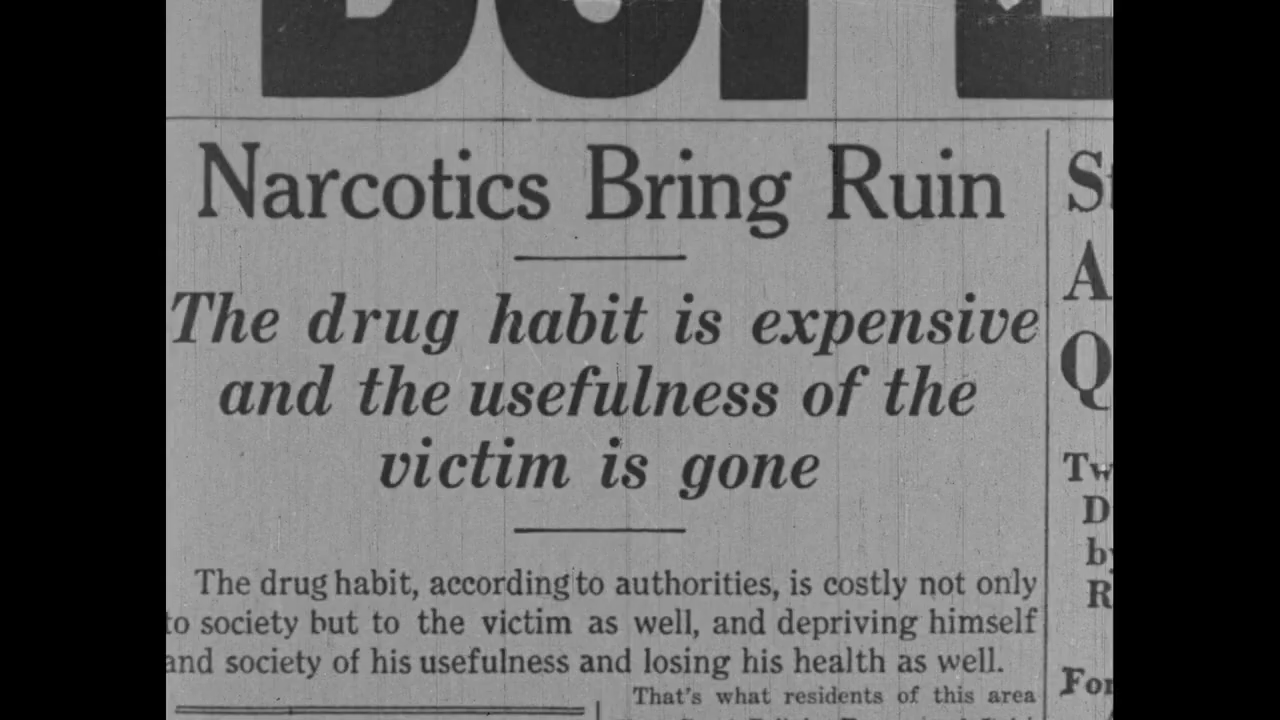 DOPE
Narcotics Bring Ruin
The drug habit is expensive
and the usefulness of the
victim is gone
The drug habit, according to authorities, is costly not only
to society but to the victim as well, and depriving himself
and society of his usefulness and losing his health as well.
That's what residents of this area
A
Q
D
by
R